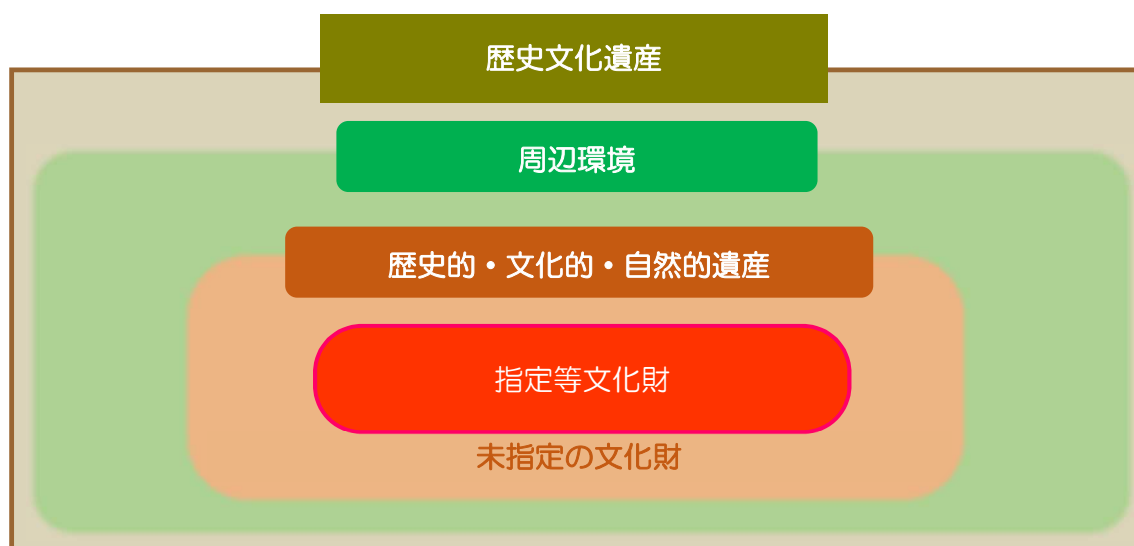 歴史文化遺産
周辺環境
歴史的・文化的・自然的遺産
指定等文化財
未指定の文化財